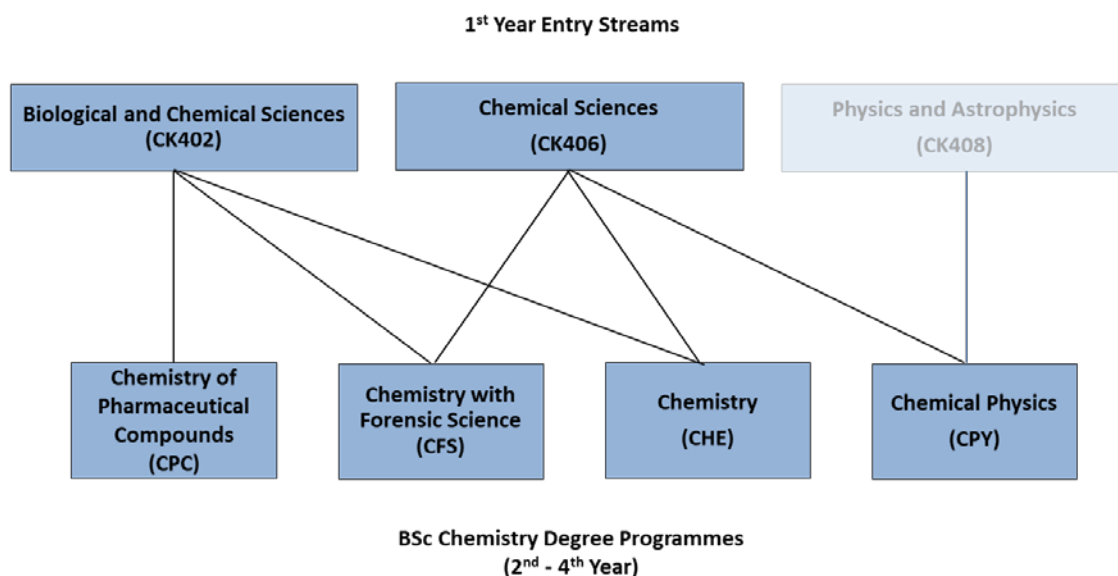 1st Year Entry Streams
Biological and Chemical Sciences
(CK402)
Chemical Sciences
(CK406)
Physics and Astrophysics
(CK408)
Chemistry of
Pharmaceutical
Compounds
(CPC)
Chemistry with
Forensic Science
(CFS)
Chemistry
(CHE)
Chemical Physics
(CPY)
BSc Chemistry Degree Programmes
(2nd - 4th Year)